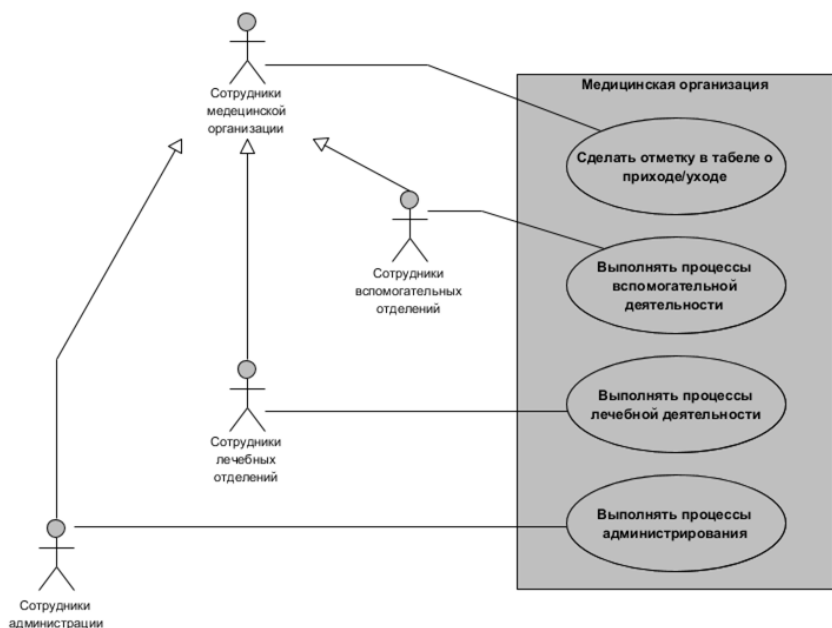 Сотрудники
медецинской
организации
Медицинская организация
Сделать отметку в табеле о
приходе/уходе
Сотрудники
вспомогательных
отделений
Выполнять процессы
вспомогательной
деятельности
Сотрудники
лечебных
отделений
Выполнять процессы
лечебной деятельности
Выполнять процессы
администрирования
Сотрудники
администрации